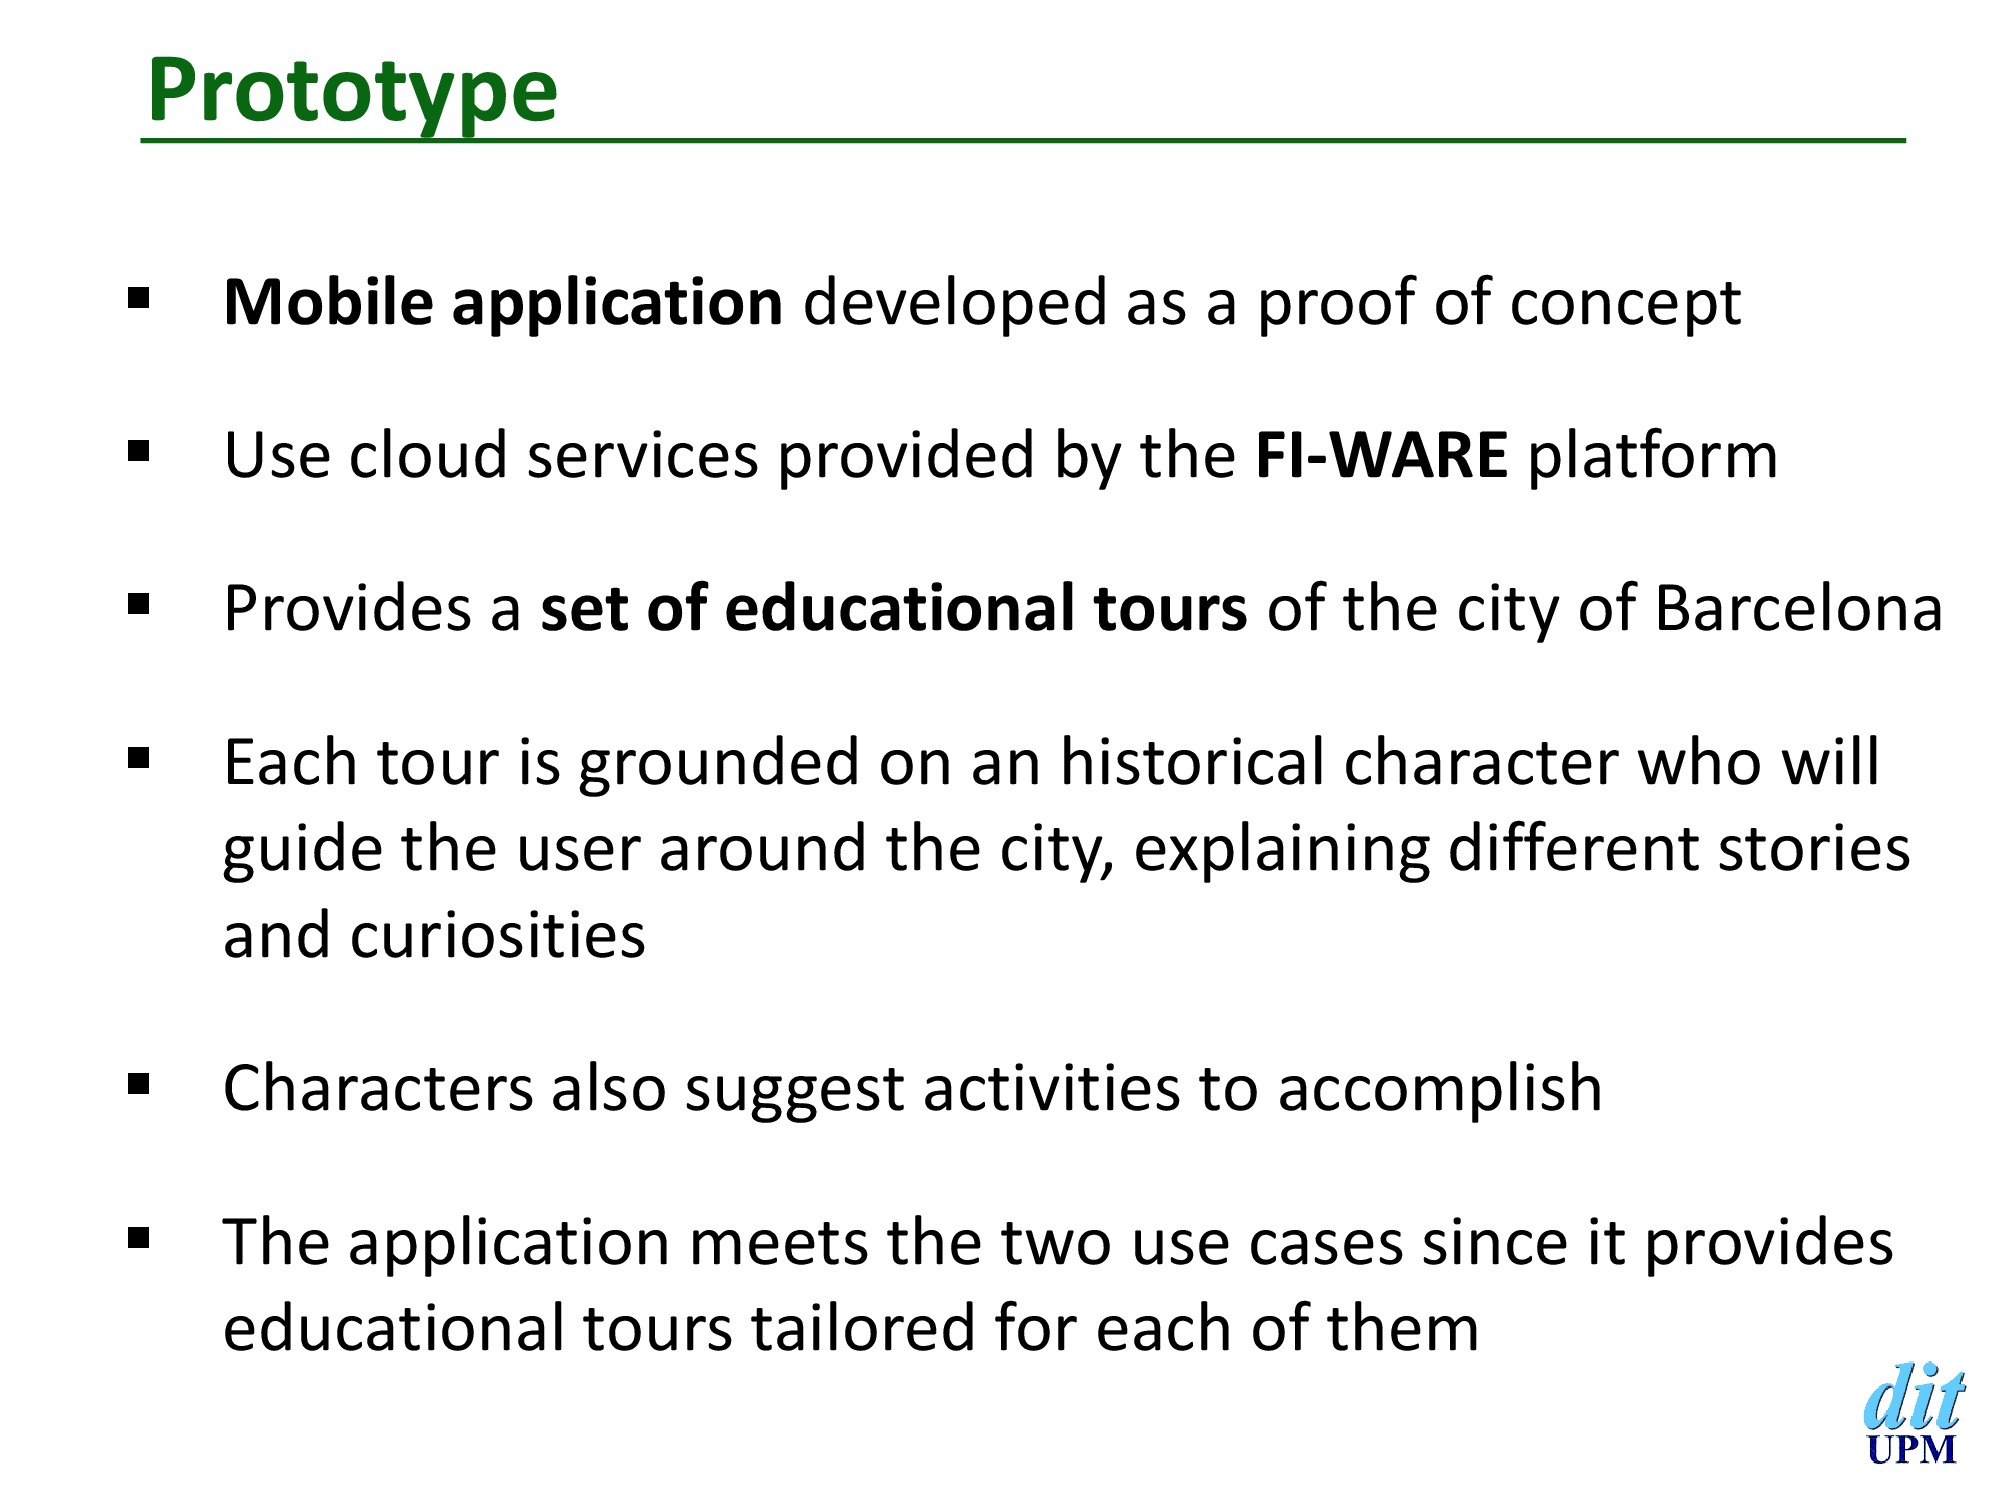 Prototype
▪ Mobile application developed as a proof of concept
▪ Use cloud services provided by the FI-WARE platform
▪ Provides a set of educational tours of the city of Barcelona
▪ Each tour is grounded on an historical character who will
guide the user around the city, explaining different stories
and curiosities
▪ Characters also suggest activities to accomplish
▪ The application meets the two use cases since it provides
educational tours tailored for each of them
dit
UPM